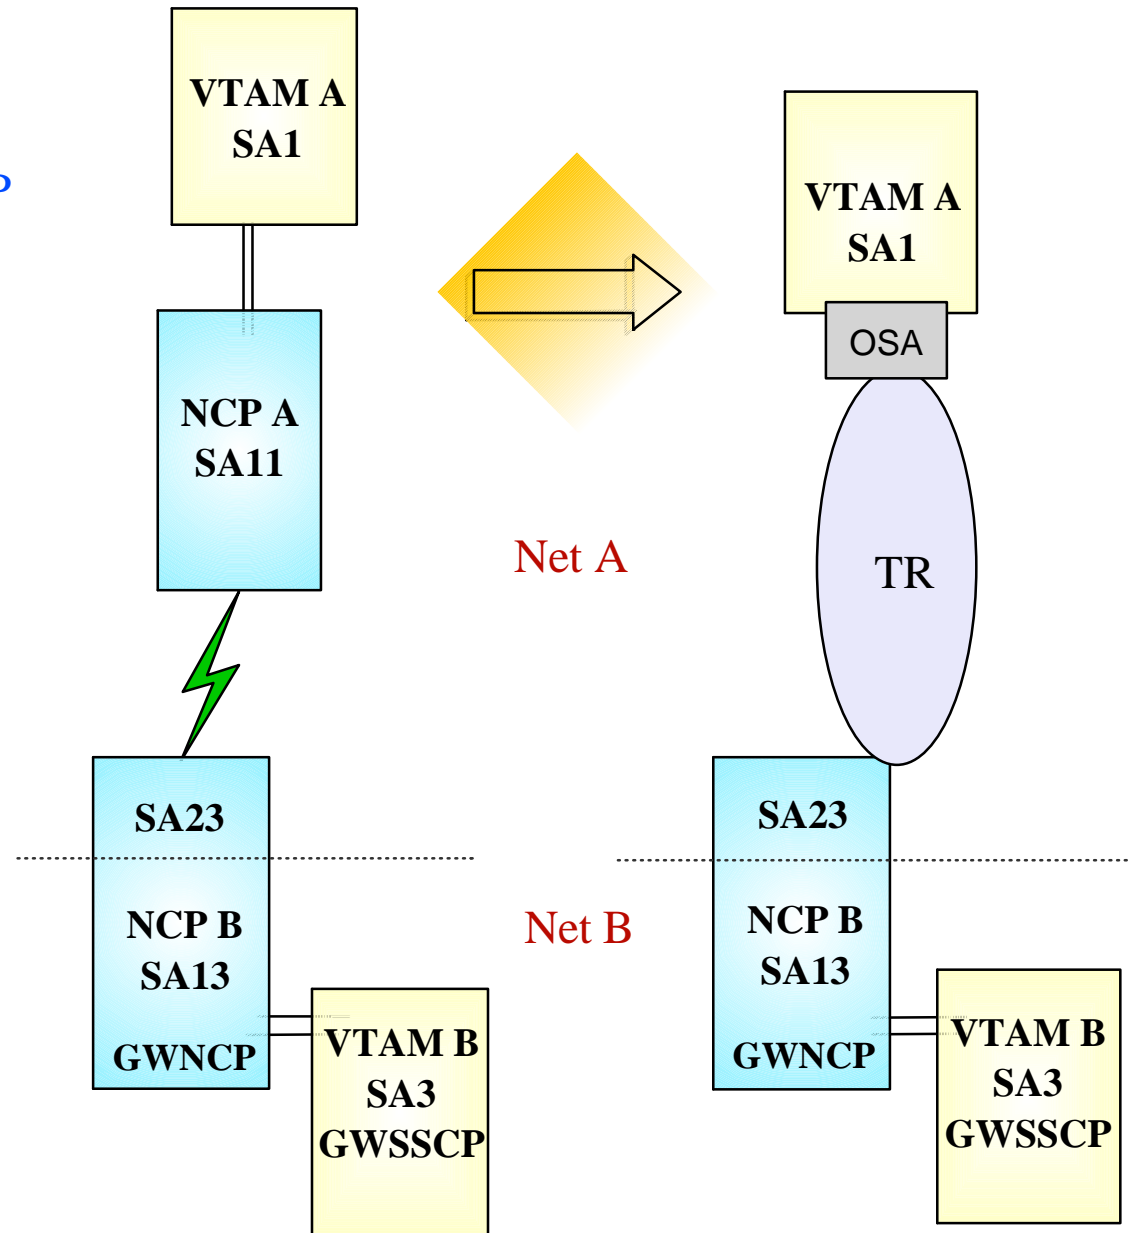 VTAM A
SA1
P
NCP A
SA11
SA23
NCP B
SA13
GWNCP
VTAM B
SA3
GWSSCP
Net A
Net B
VTAM A
SA1
OSA
TR
SA23
NCP B
SA13
GWNCP
VTAM B
SA3
GWSSCP